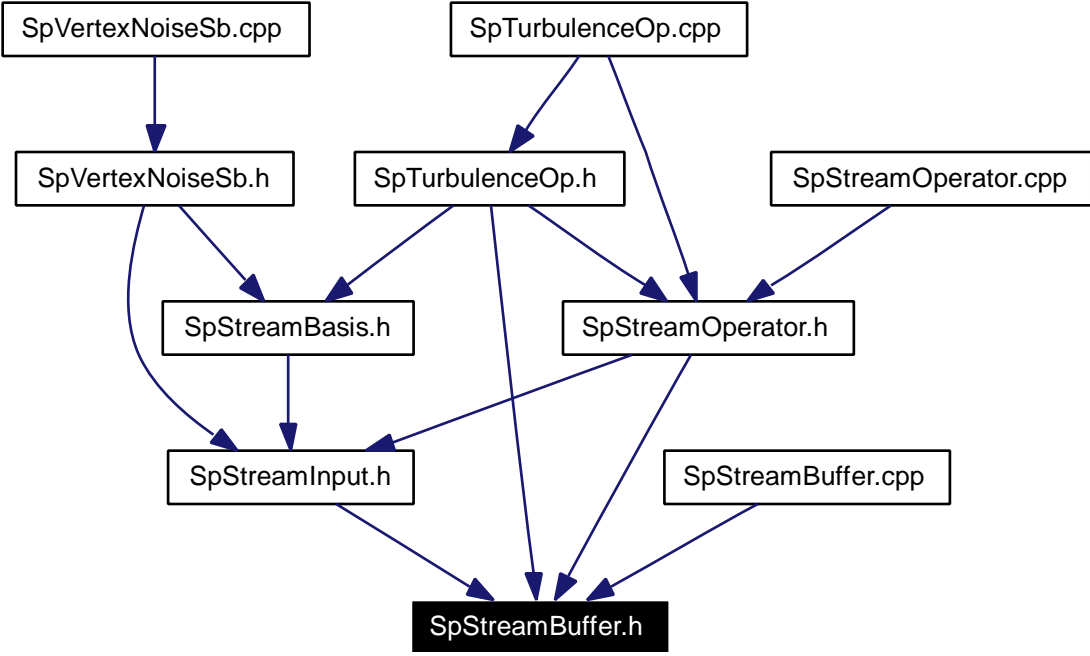 SpVertexNoiseSb.cpp
SpTurbulenceOp.cpp
SpVertexNoiseSb.h
SpTurbulenceOp.h
SpStreamOperator.cpp
SpStreamBasis.h
SpStreamOperator.h
SpStreamInput.h
SpStreamBuffer.cpp
SpStreamBuffer.h